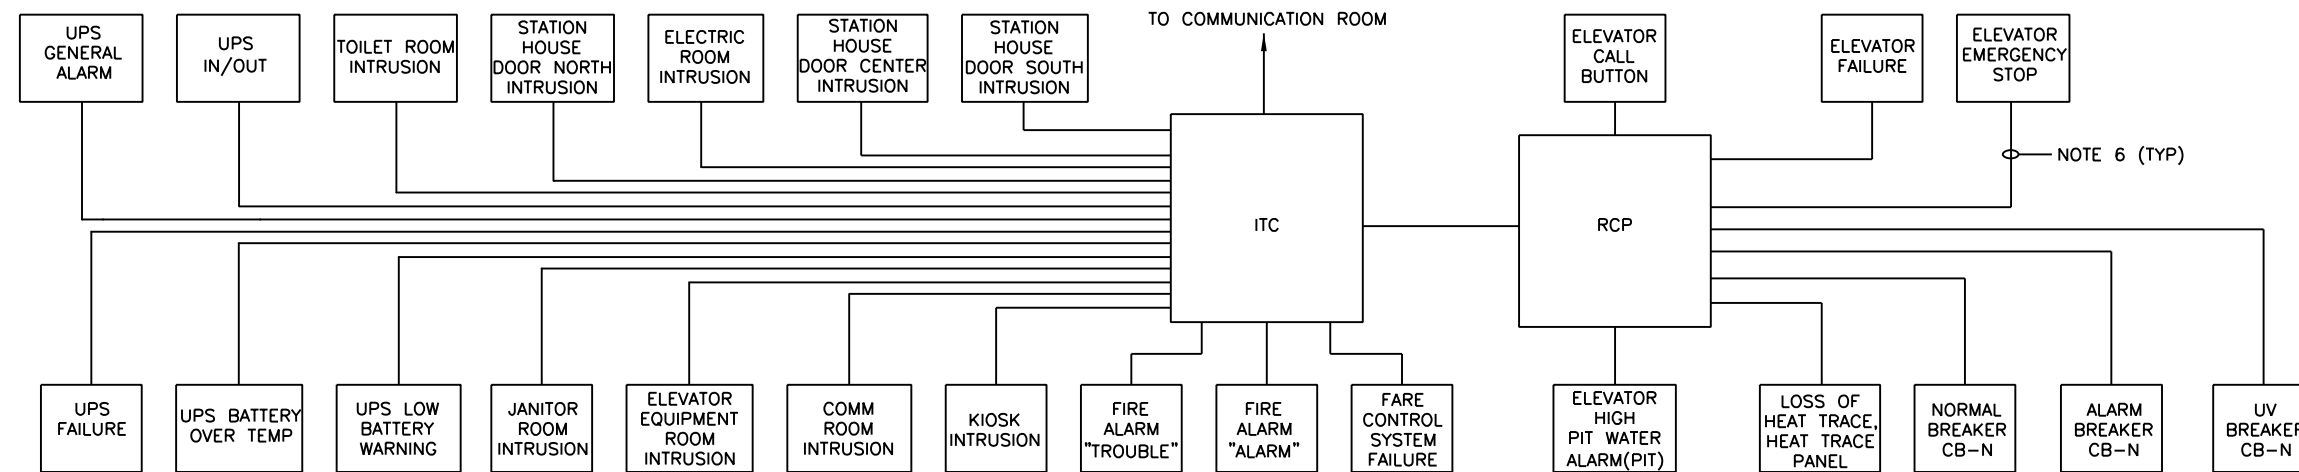 UPS
GENERAL
ALARM
UPS
IN/OUT
TOILET ROOM
INTRUSION
STATION
HOUSE
DOOR NORTH
INTRUSION
ELECTRIC
ROOM
INTRUSION
STATION
HOUSE
DOOR CENTER
INTRUSION
STATION
HOUSE
DOOR SOUTH
INTRUSION
TO COMMUNICATION ROOM
ELEVATOR
CALL
BUTTON
ELEVATOR
FAILURE
ELEVATOR
EMERGENCY
STOP
NOTE 6 (TYP)
ITC
RCP
UPS
FAILURE
UPS BATTERY
OVER TEMP
UPS LOW
BATTERY
WARNING
JANITOR
ROOM
INTRUSION
ELEVATOR
EQUIPMENT
ROOM
INTRUSION
COMM
ROOM
INTRUSION
KIOSK
INTRUSION
FIRE
ALARM
"TROUBLE"
FIRE
ALARM
"ALARM"
FARE
CONTROL
SYSTEM
FAILURE
ELEVATOR
HIGH
PIT WATER
ALARM(PIT)
LOSS OF
HEAT TRACE,
HEAT TRACE
PANEL
NORMAL
BREAKER
CB-N
ALARM
BREAKER
CB-N
UV
BREAKER
CB-N